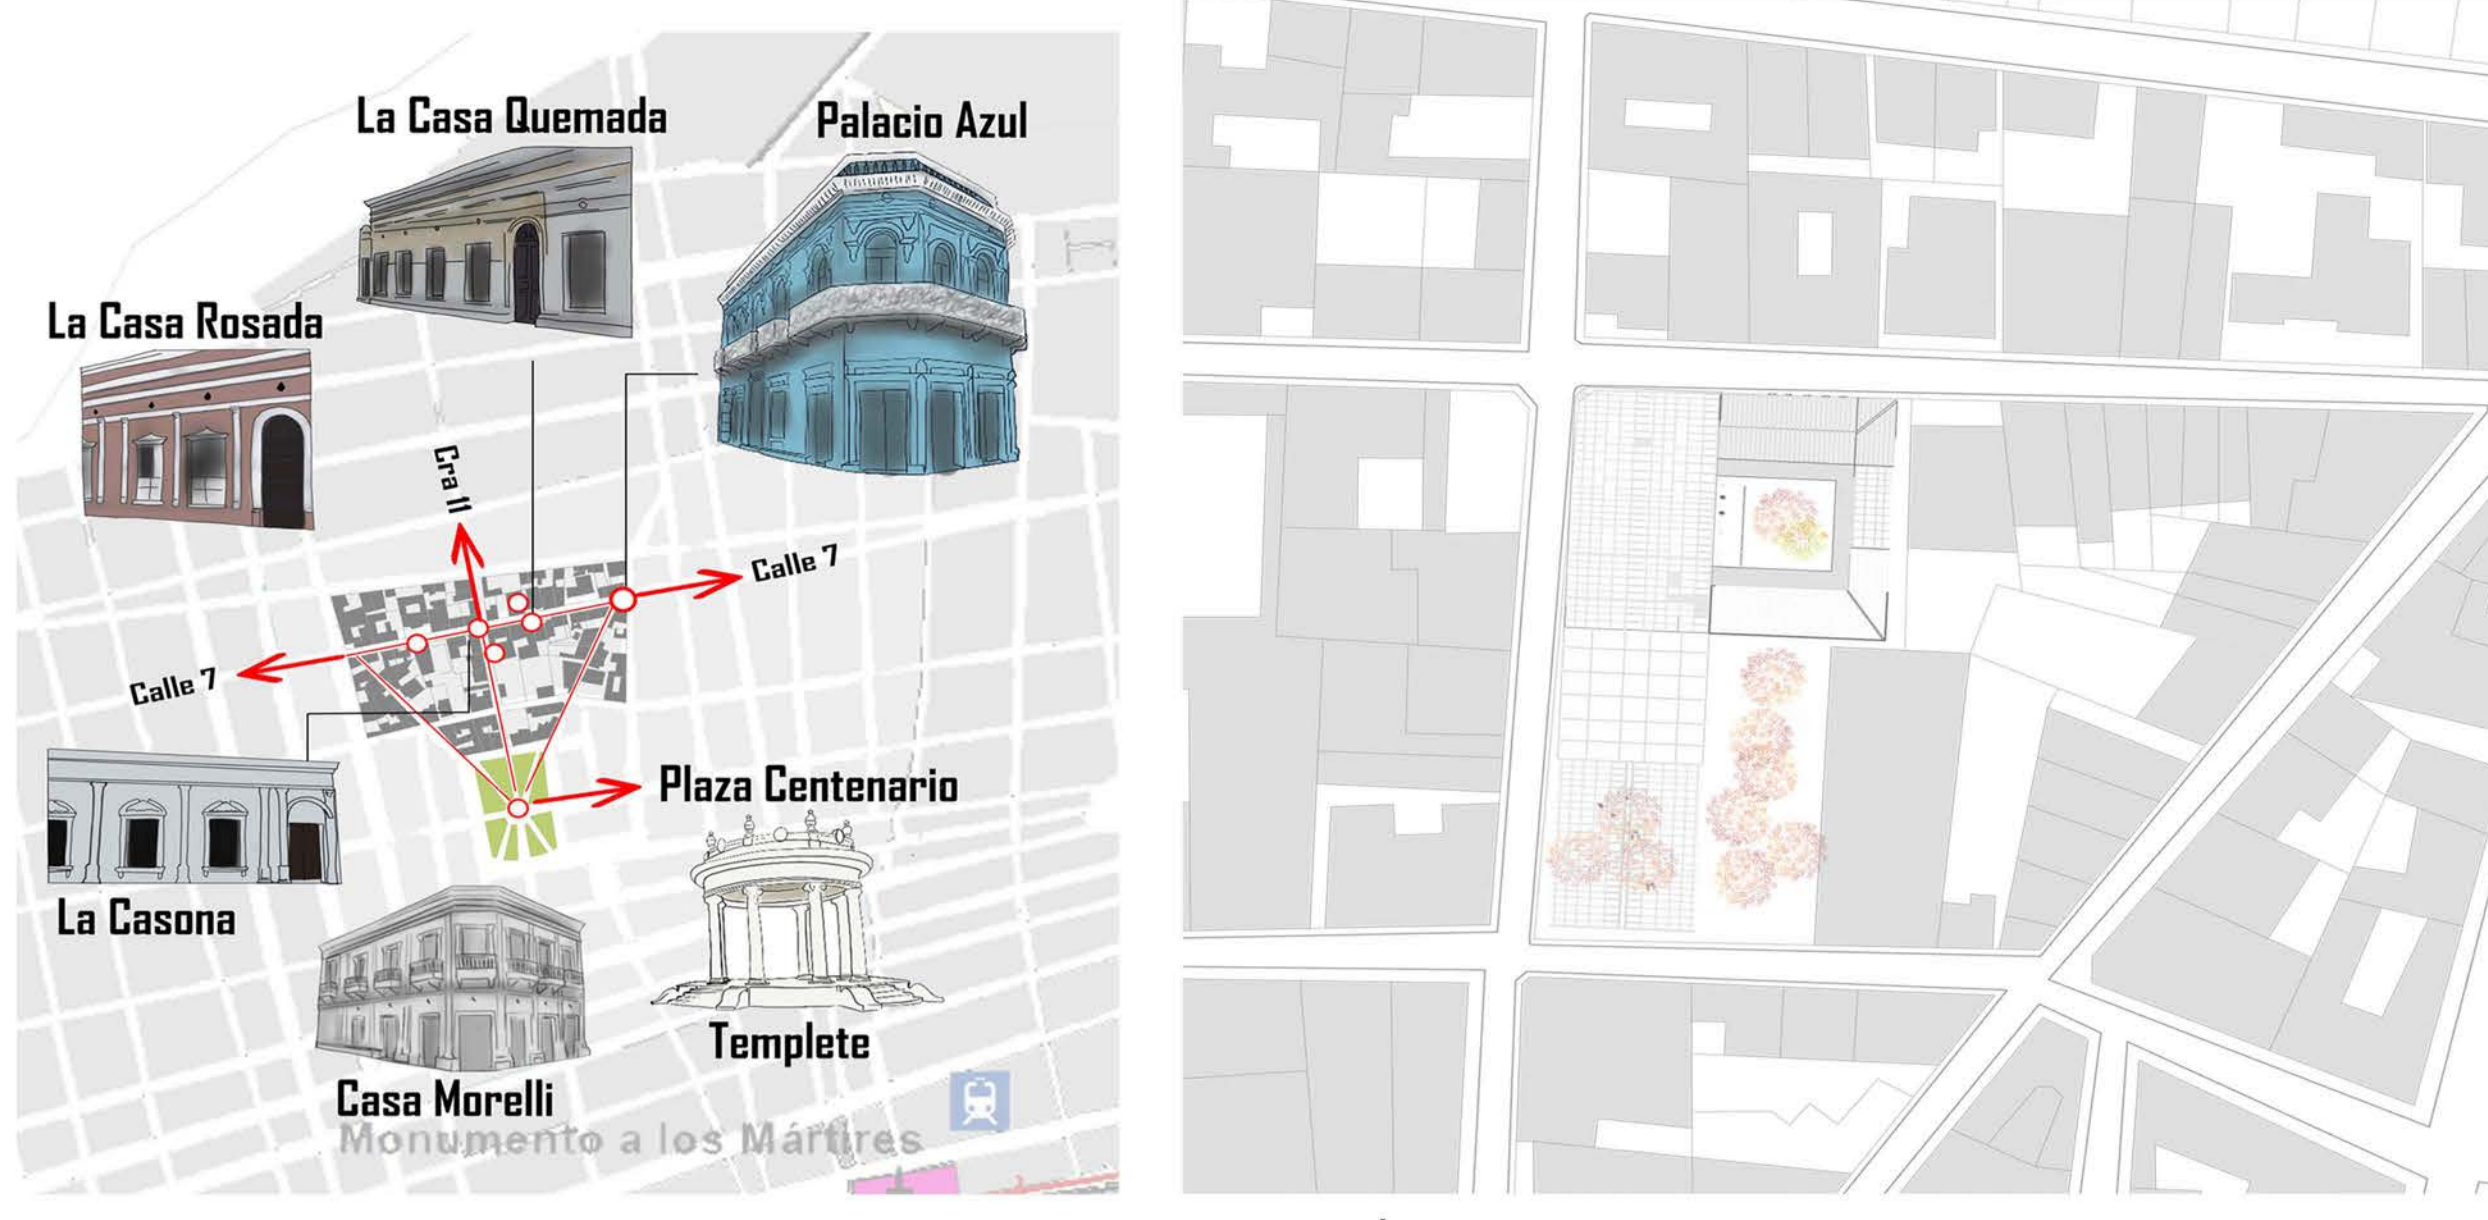 La Casa Quemada
Palacio Azul
La Casa Rosada
Cra 11
Calle 7
Calle 7
Plaza Centenario
La Casona
Templete
Casa Morelli
Monumento a los Mártires